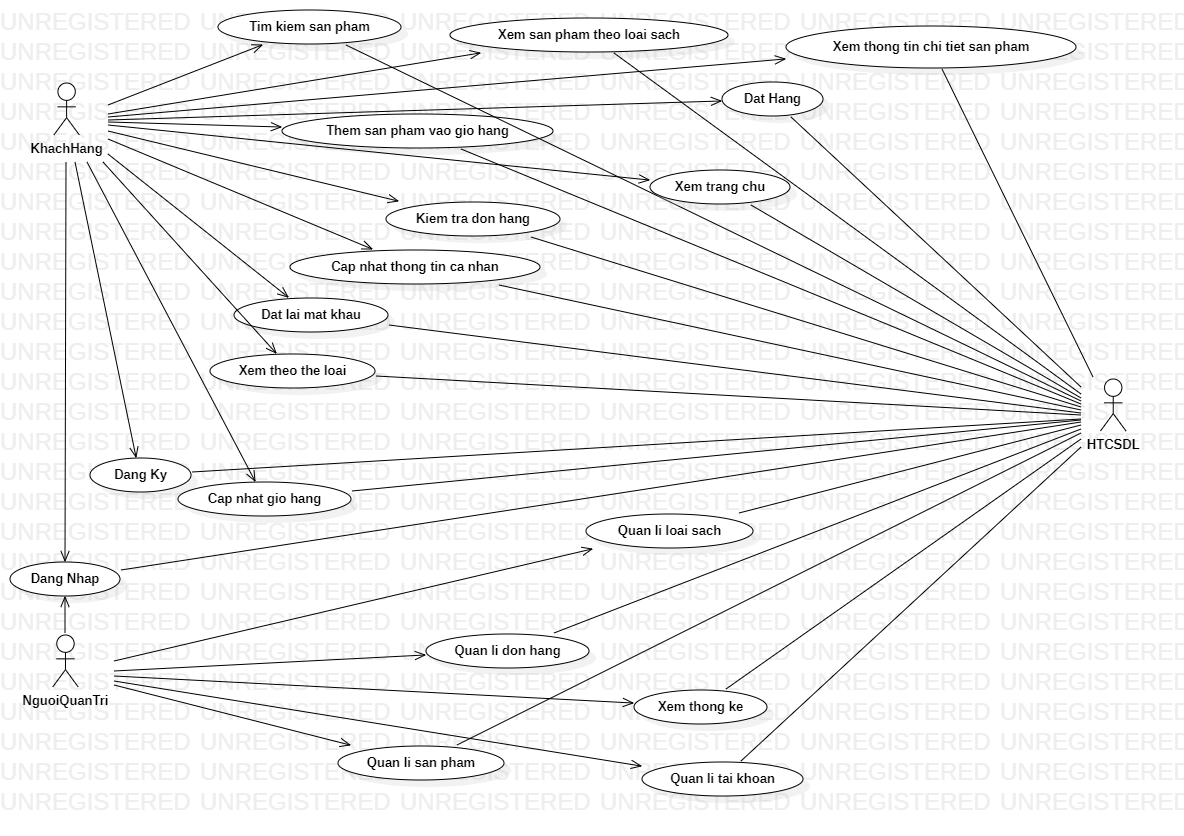 Tim kiem san pham
Xem san pham theo loai sach
Xem thong tin chi tiet san pham
Dat Hang
Them san pham vao gio hang
KhachHang
Xem trang chu
Kiem tra don hang
Cap nhat thong tin ca nhan
Dat lai mat khau
Xem theo the loai
HTCSDL
Dang Ky
Cap nhat gio hang
Quan li loai sach
Dang Nhap
Quan li don hang
NguoiQuanTri
Xem thong ke
Quan li san pham
Quan li tai khoan
UNREGISTERED